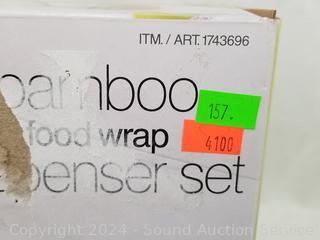 ITM. / ART. 1743696
bamboo
157.
food wrap
4100
penser set
Copyright © 2024 - Sound Auction Service